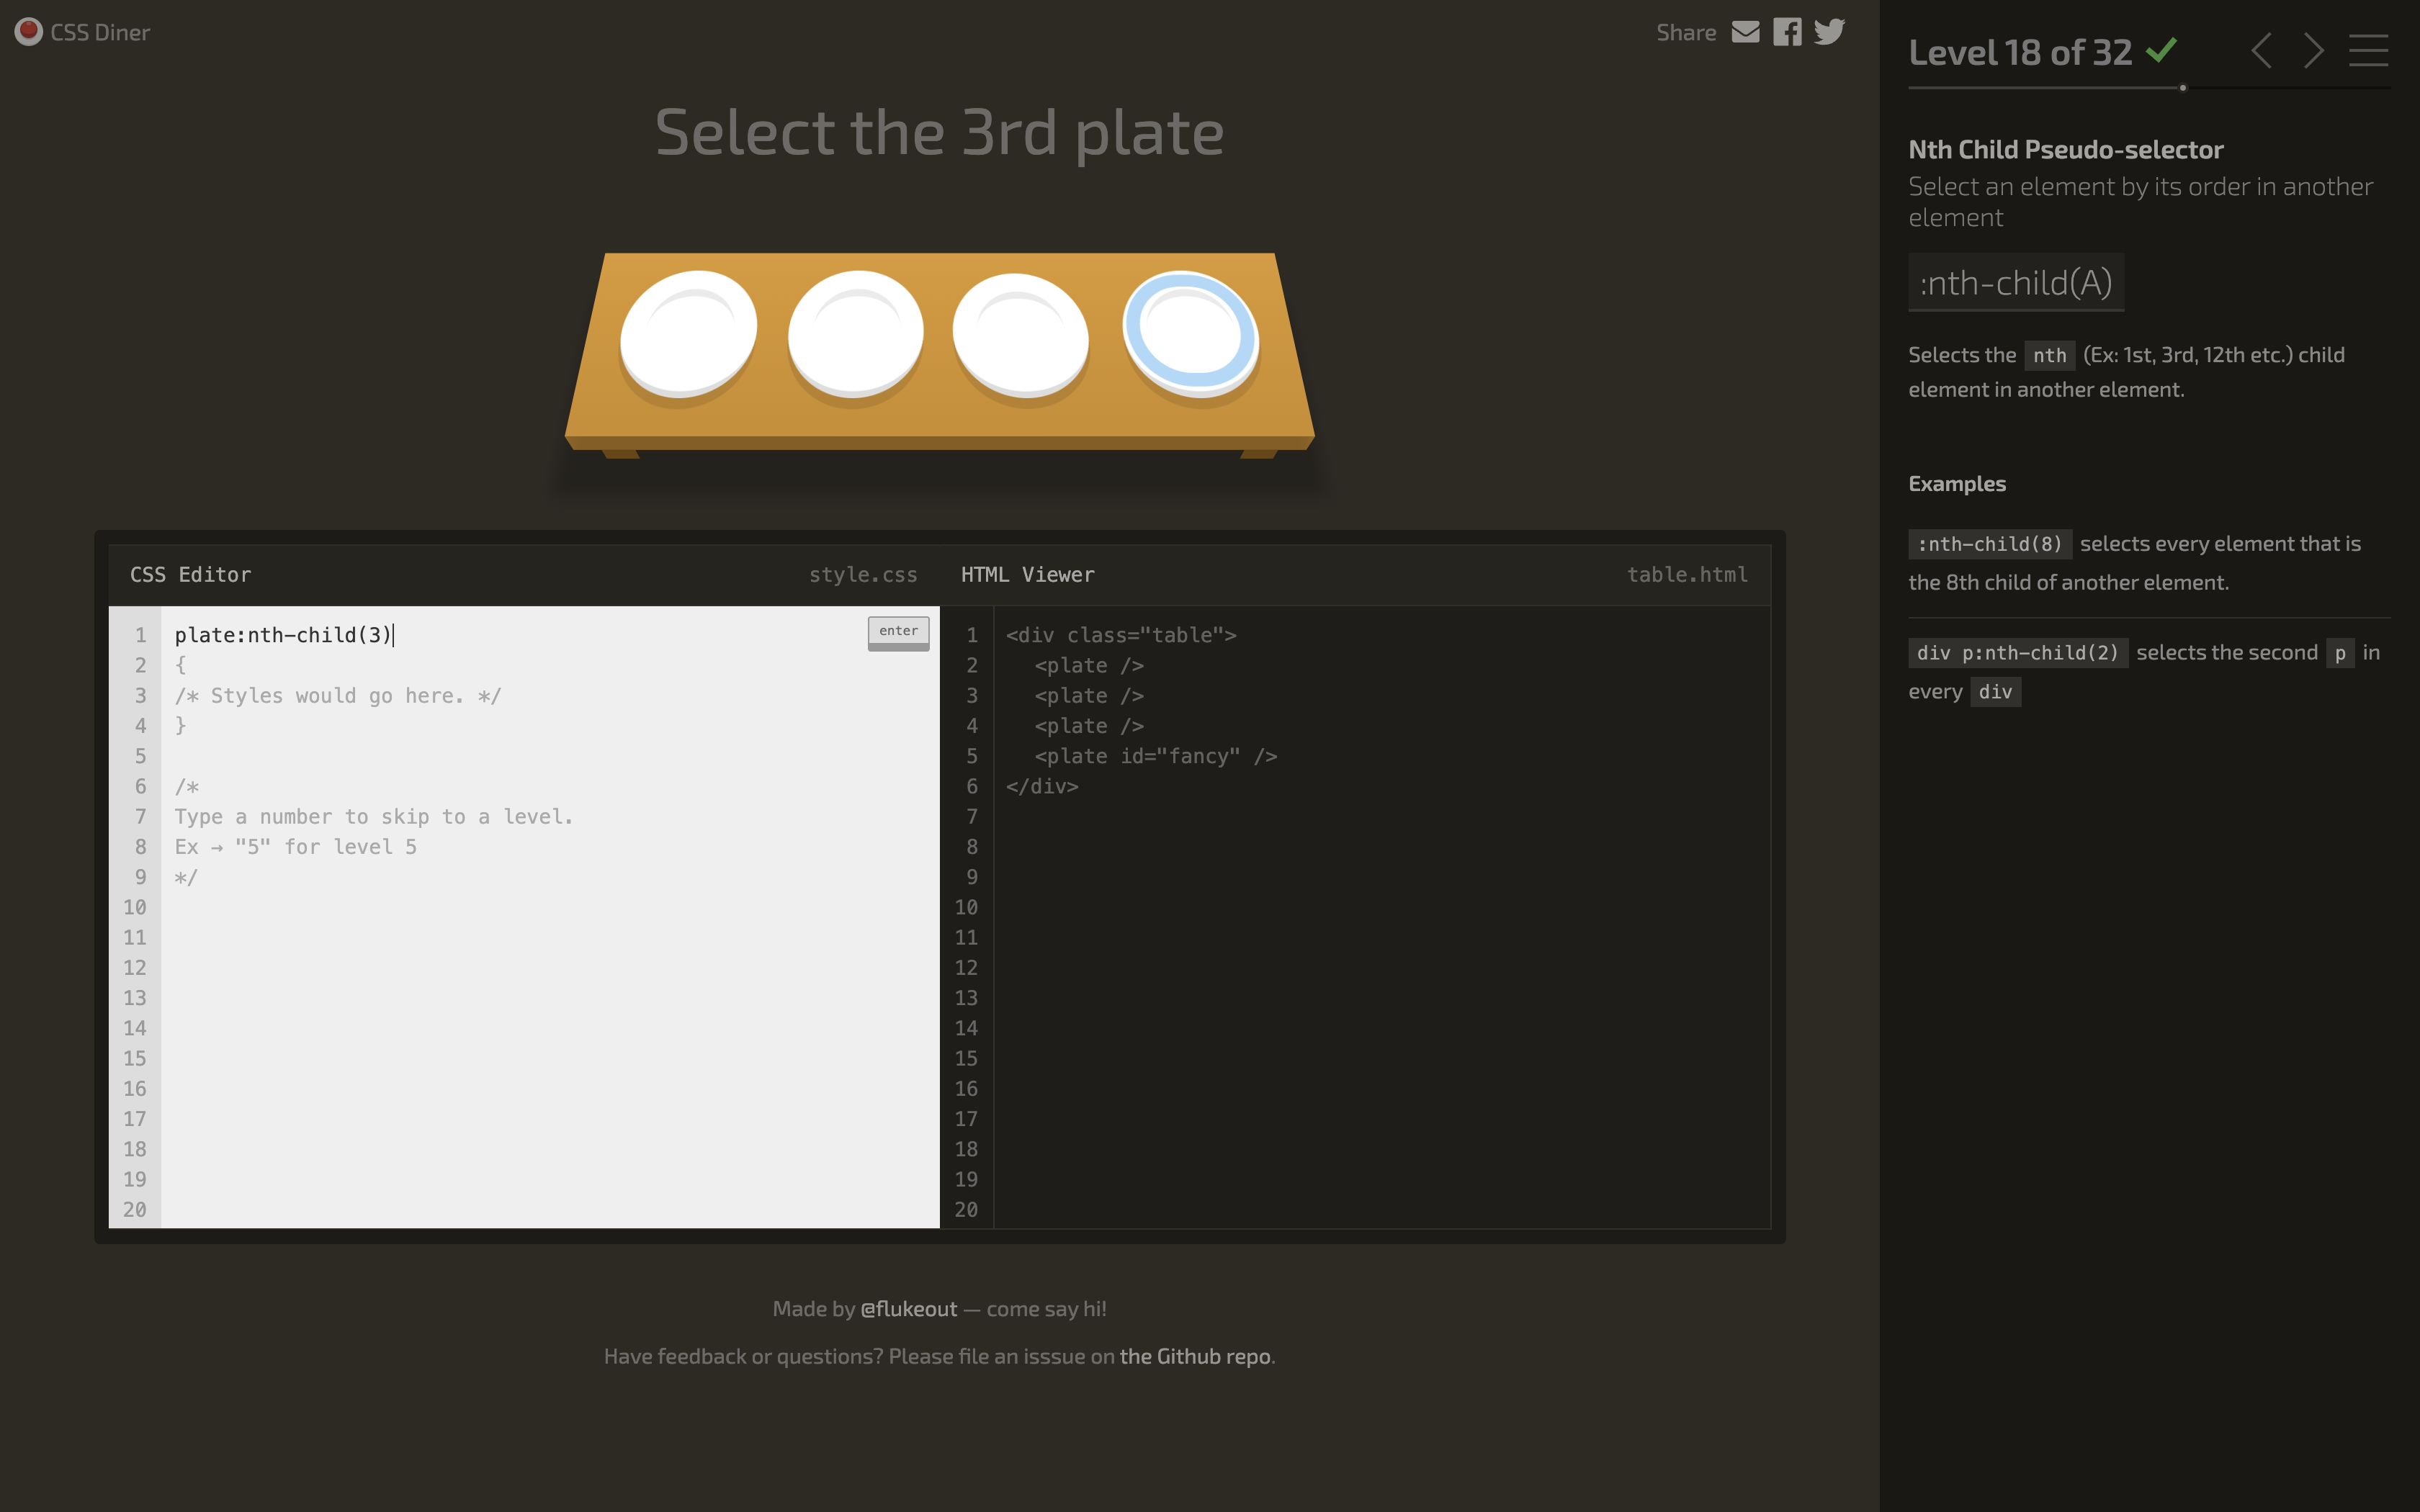 CSS Diner
Share
Select the 3rd plate
CSS Editor
style.css
1 plate:nth-child(3)
enter
2 {
3 /* Styles would go here. */
4 }
5
6 /*
7 Type a number to skip to a level.
8 Ex → "5" for level 5
9 */
10
11
12
13
14
15
16
17
18
19
20
HTML Viewer
table.html
1 <div class="table">
2 <plate />
3 <plate />
4 <plate />
5 <plate id="fancy" />
6 </div>
7
8
9
10
11
12
13
14
15
16
17
18
19
20
Made by @flukeout — come say hi!
Have feedback or questions? Please file an isssue on the Github repo.
Level 18 of 32
Nth Child Pseudo-selector
Select an element by its order in another
element
:nth-child(A)
Selects the nth (Ex: 1st, 3rd, 12th etc.) child
element in another element.
Examples
:nth-child(8) selects every element that is
the 8th child of another element.
div p:nth-child(2) selects the second p in
every div